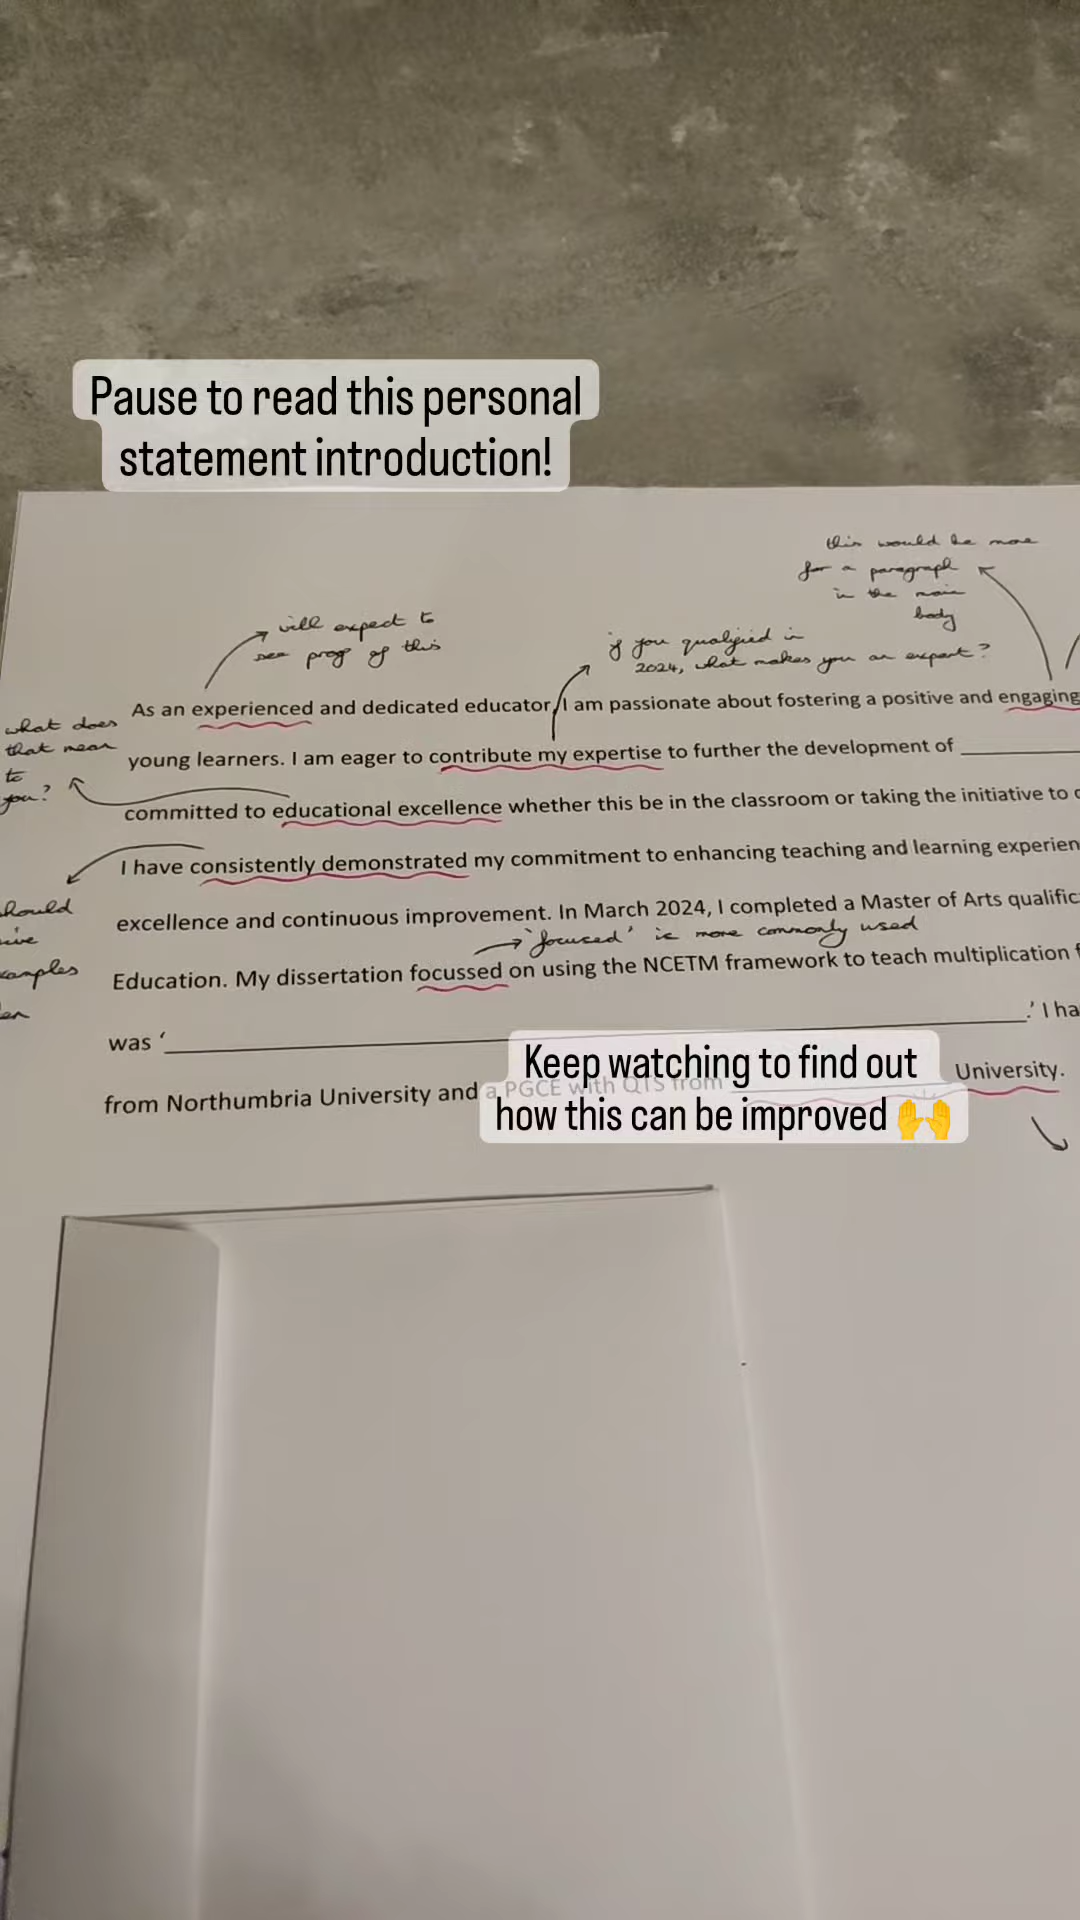 Pause to read this personal
statement introduction!
this would be more
for a paragraph
in the main
body
will expect to
see proof of this
if you qualified in
2024, what makes you an expert?
As an experienced and dedicated educator, I am passionate about fostering a positive and engaging
what does
that mean
to
you?
young learners. I am eager to contribute my expertise to further the development of
committed to educational excellence whether this be in the classroom or taking the initiative to
I have consistently demonstrated my commitment to enhancing teaching and learning experien
should
excellence and continuous improvement. In March 2024, I completed a Master of Arts qualific
'focused' is more commonly used
Education. My dissertation focussed on using the NCETM framework to teach multiplication
was ' .' I ha
Keep watching to find out
how this can be improved 🙌
from Northumbria University and a PGCE with QTS from University.